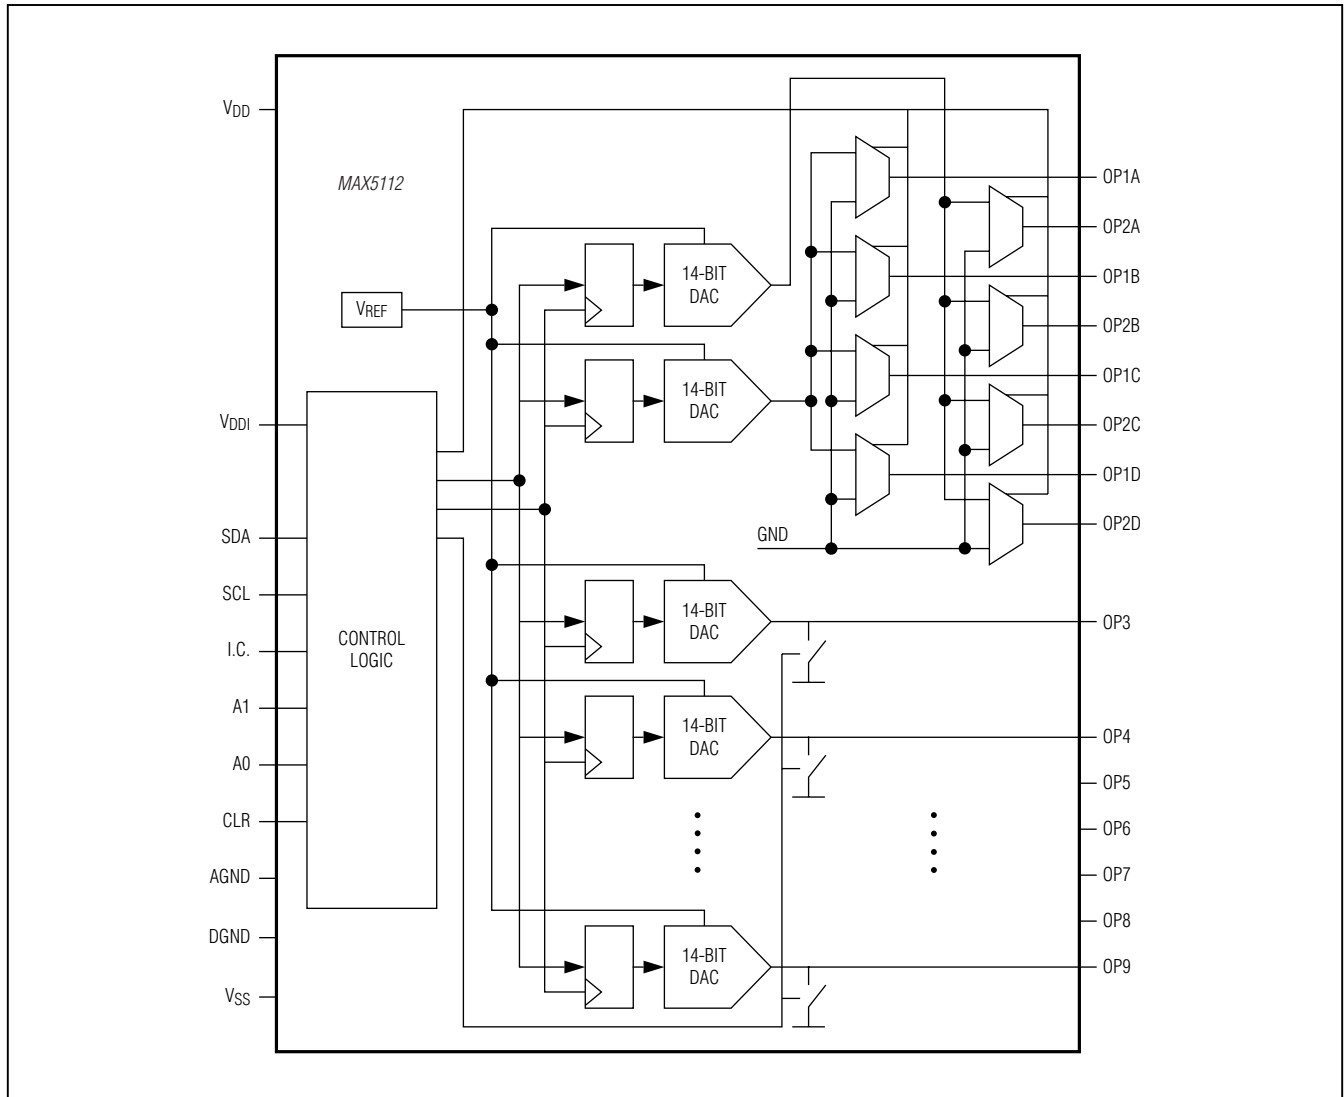 VDD
MAX5112
OP1A
OP2A
14-BIT
DAC
OP1B
VREF
OP2B
14-BIT
DAC
OP1C
VDDI
OP2C
OP1D
OP2D
GND
SDA
SCL
14-BIT
DAC
OP3
CONTROL
LOGIC
I.C.
A1
14-BIT
DAC
OP4
A0
OP5
CLR
OP6
AGND
OP7
OP8
DGND
14-BIT
DAC
OP9
VSS